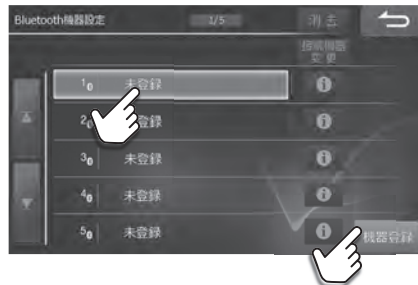 Bluetooth機器設定 1/5 消去
接続機器
変更
1 未登録
2 未登録
3 未登録
4 未登録
5 未登録
機器登録